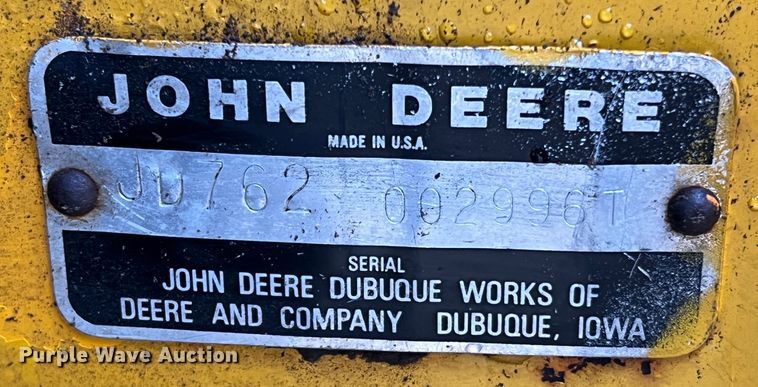 JOHN DEERE
MADE IN U.S.A.
JD762 002996T
SERIAL
JOHN DEERE DUBUQUE WORKS OF
DEERE AND COMPANY DUBUQUE, IOWA
Purple Wave Auction